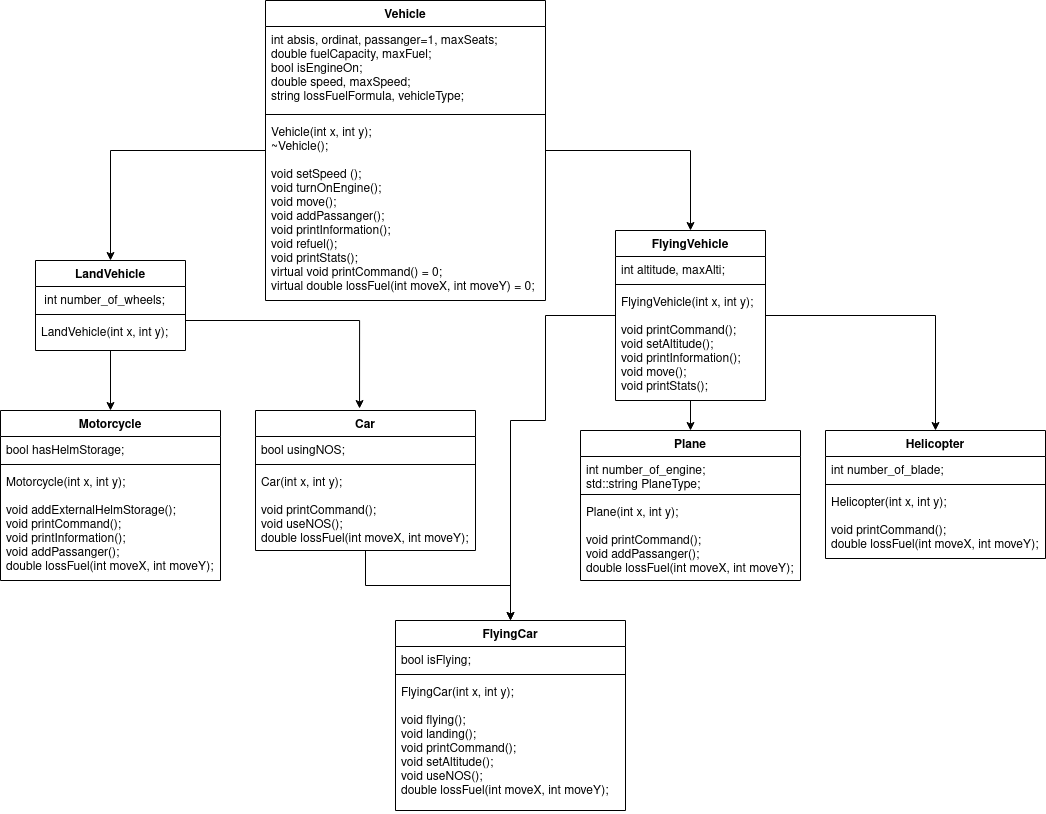 Vehicle
int absis, ordinat, passanger=1, maxSeats;
double fuelCapacity, maxFuel;
bool isEngineOn;
double speed, maxSpeed;
string lossFuelFormula, vehicleType;
Vehicle(int x, int y);
~Vehicle();
void setSpeed ();
void turnOnEngine();
void move();
void addPassanger();
void printInformation();
void refuel();
void printStats();
virtual void printCommand() = 0;
virtual double lossFuel(int moveX, int moveY) = 0;
LandVehicle
int number_of_wheels;
LandVehicle(int x, int y);
FlyingVehicle
int altitude, maxAlti;
FlyingVehicle(int x, int y);
void printCommand();
void setAltitude();
void printInformation();
void move();
void printStats();
Motorcycle
bool hasHelmStorage;
Motorcycle(int x, int y);
void addExternalHelmStorage();
void printCommand();
void printInformation();
void addPassanger();
double lossFuel(int moveX, int moveY);
Car
bool usingNOS;
Car(int x, int y);
void printCommand();
void useNOS();
double lossFuel(int moveX, int moveY);
Plane
int number_of_engine;
std::string PlaneType;
Plane(int x, int y);
void printCommand();
void addPassanger();
double lossFuel(int moveX, int moveY);
Helicopter
int number_of_blade;
Helicopter(int x, int y);
void printCommand();
double lossFuel(int moveX, int moveY);
FlyingCar
bool isFlying;
FlyingCar(int x, int y);
void flying();
void landing();
void printCommand();
void setAltitude();
void useNOS();
double lossFuel(int moveX, int moveY);